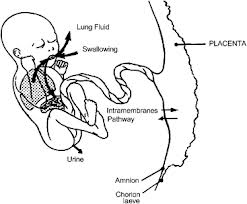 Lung Fluid
Swallowing
PLACENTA
Intramembranes
Pathway
Urine
Amnion
Chorion
laeve